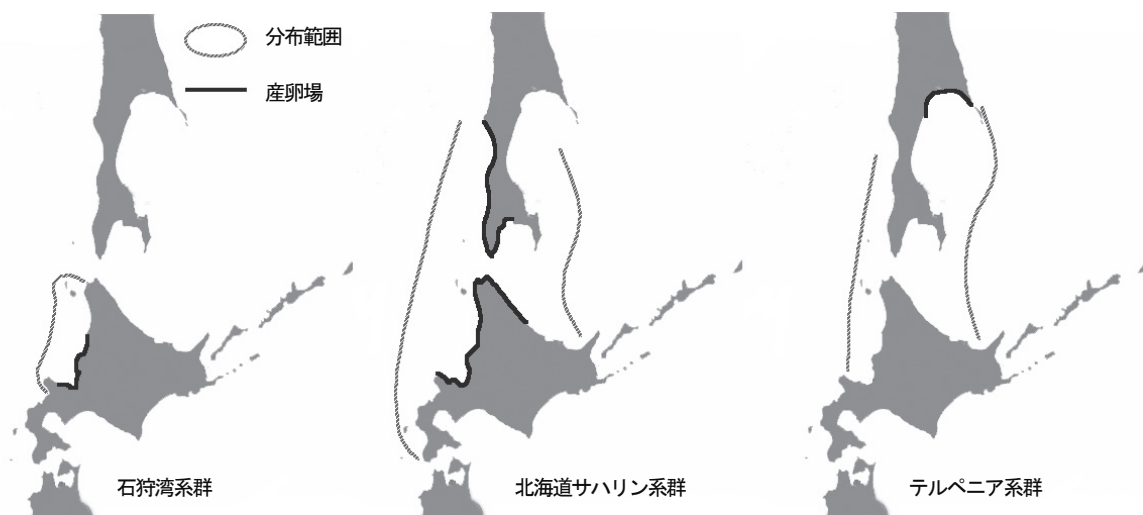 分布範囲
産卵場
石狩湾系群
北海道サハリン系群
テルペニア系群